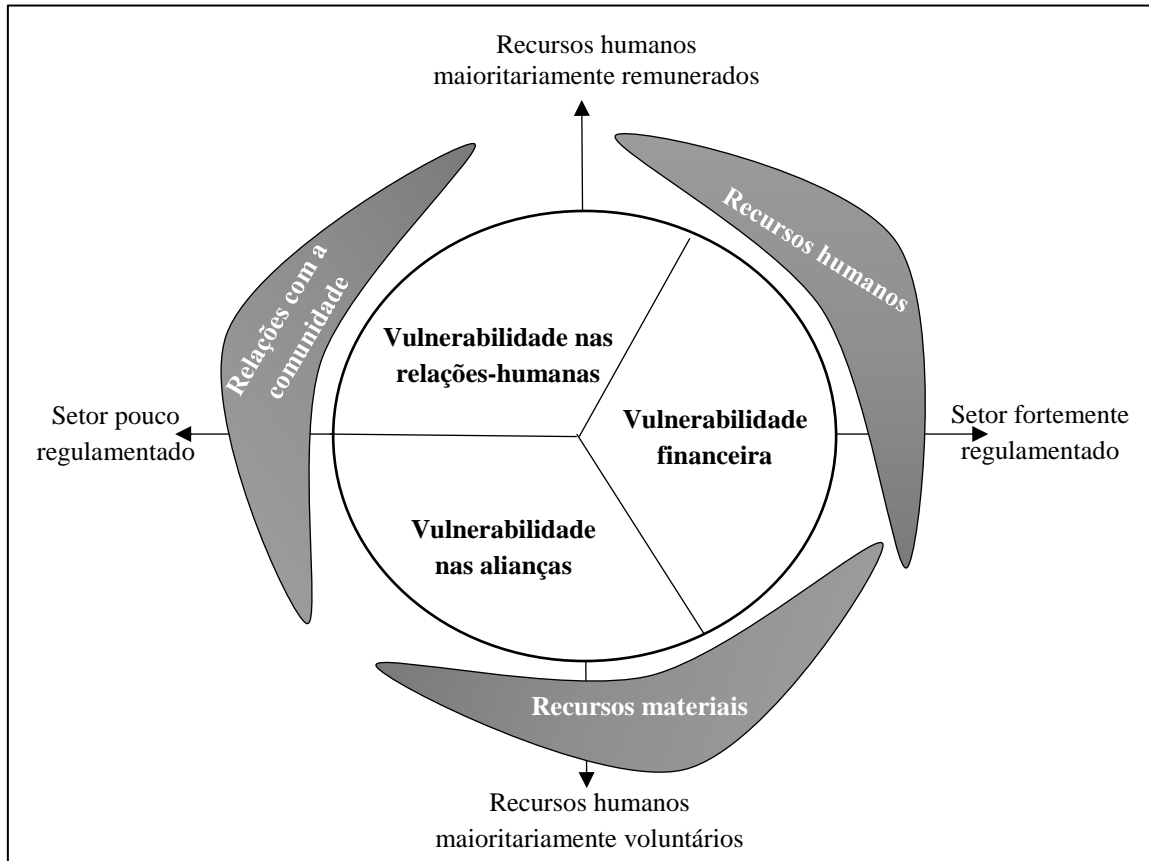 Recursos humanos
maioritariamente remunerados
Recursos humanos
Relações com a
comunidade
Vulnerabilidade nas
relações-humanas
Setor pouco
regulamentado
Vulnerabilidade
financeira
Setor fortemente
regulamentado
Vulnerabilidade
nas alianças
Recursos materiais
Recursos humanos
maioritariamente voluntários